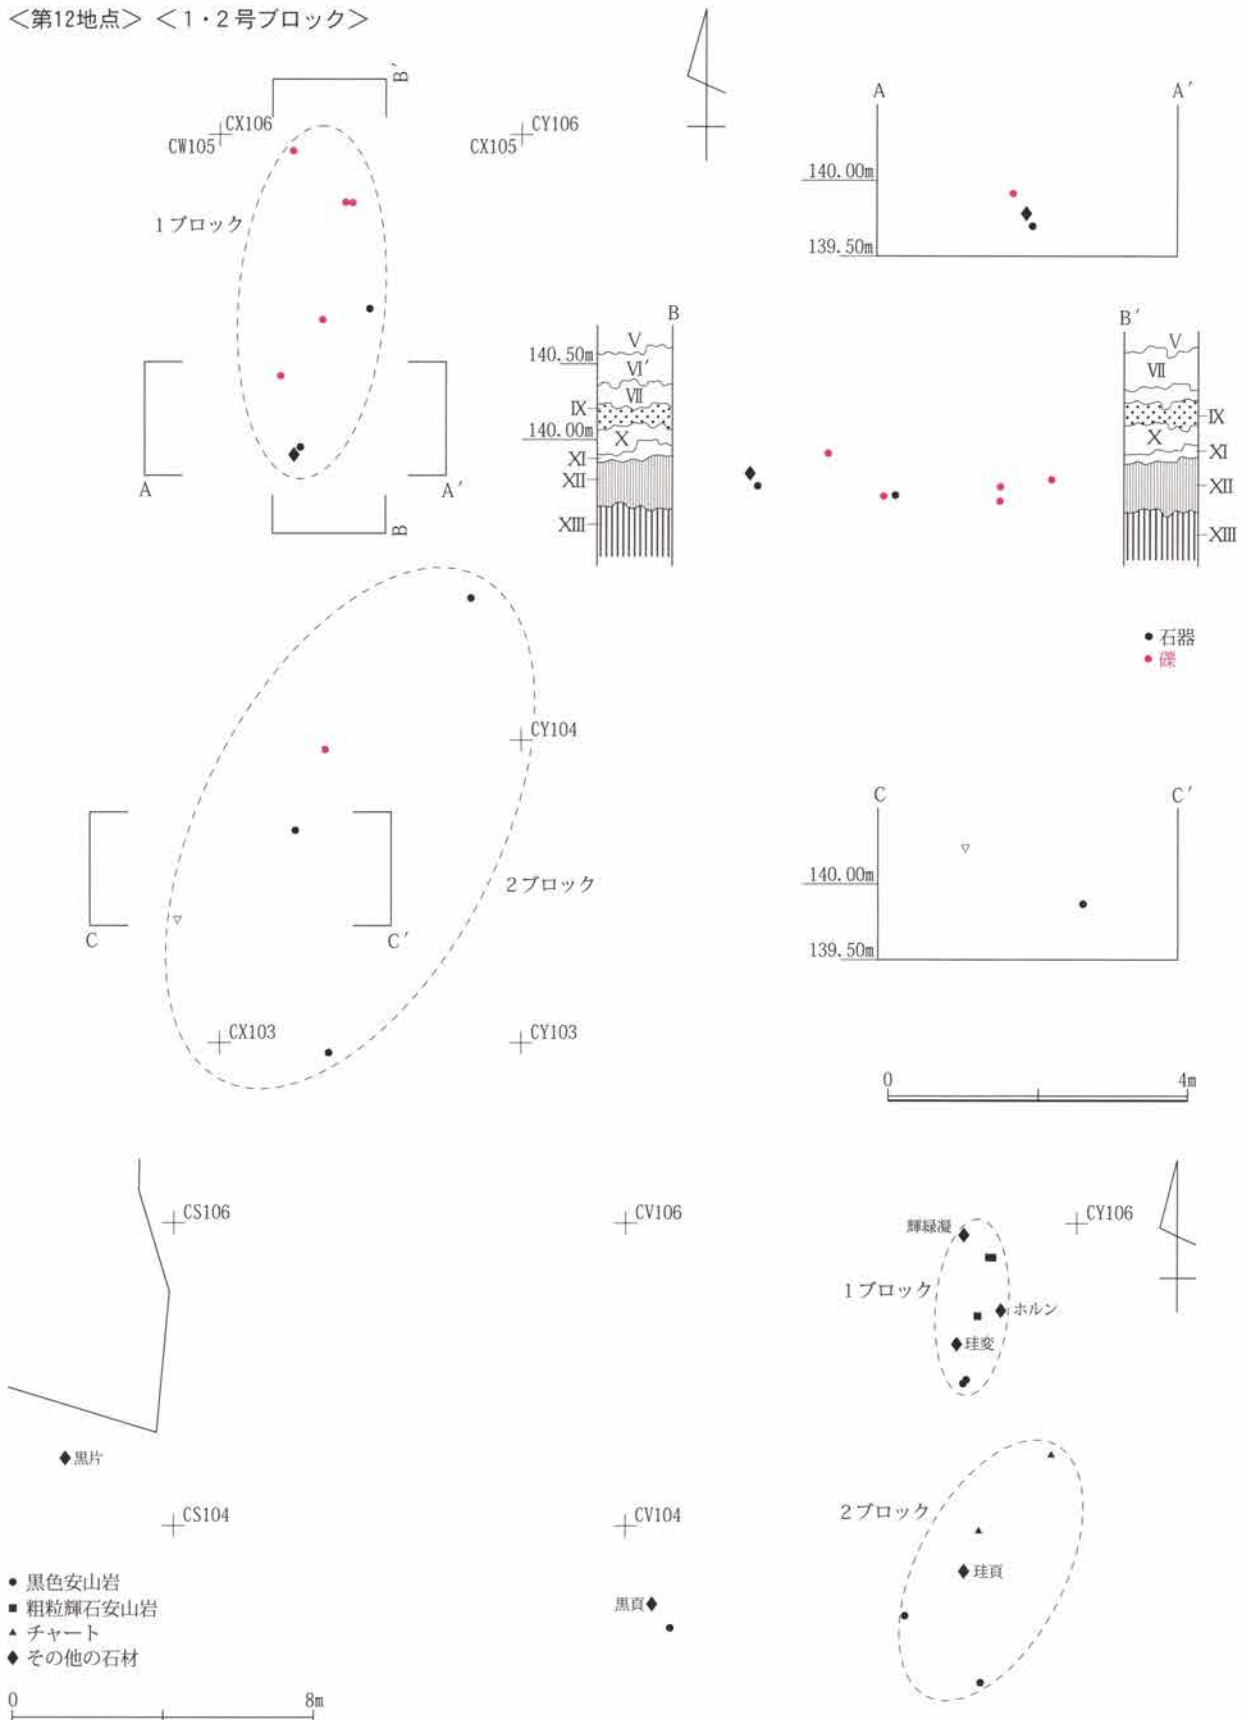 ＜第12地点＞ ＜1・2号ブロック＞
B′
CX106
CW105
CY106
CX105
1ブロック
A
A′
B
A
A′
140.00m
139.50m
B
140.50m
Ⅴ
Ⅵ′
Ⅶ
Ⅸ
140.00m
Ⅹ
Ⅺ
Ⅻ
XIII
B′
Ⅴ
Ⅶ
Ⅸ
Ⅹ
Ⅺ
Ⅻ
XIII
● 石器
● 礫
CY104
2ブロック
C
C′
CX103
CY103
C
C′
140.00m
139.50m
0 4m
CS106
CV106
CY106
輝緑凝
1ブロック
ホルン
珪変
黒片
CS104
CV104
2ブロック
珪頁
黒頁
● 黒色安山岩
■ 粗粒輝石安山岩
▲ チャート
◆ その他の石材
0 8m